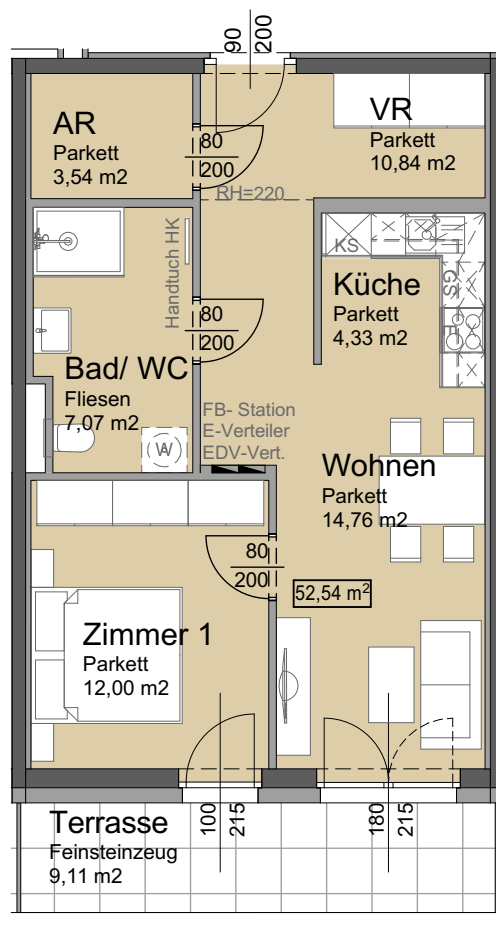 90
200
AR
Parkett
3,54 m2
80
200
VR
Parkett
10,84 m2
RH=220
Handtuch HK
KS
GS
Küche
Parkett
4,33 m2
80
200
Bad/ WC
Fliesen
7,07 m2
WA
FB- Station
E-Verteiler
EDV-Vert.
Wohnen
Parkett
14,76 m2
80
200
52,54 m²
Zimmer 1
Parkett
12,00 m2
Terrasse
Feinsteinzeug
9,11 m2
100
215
180
215